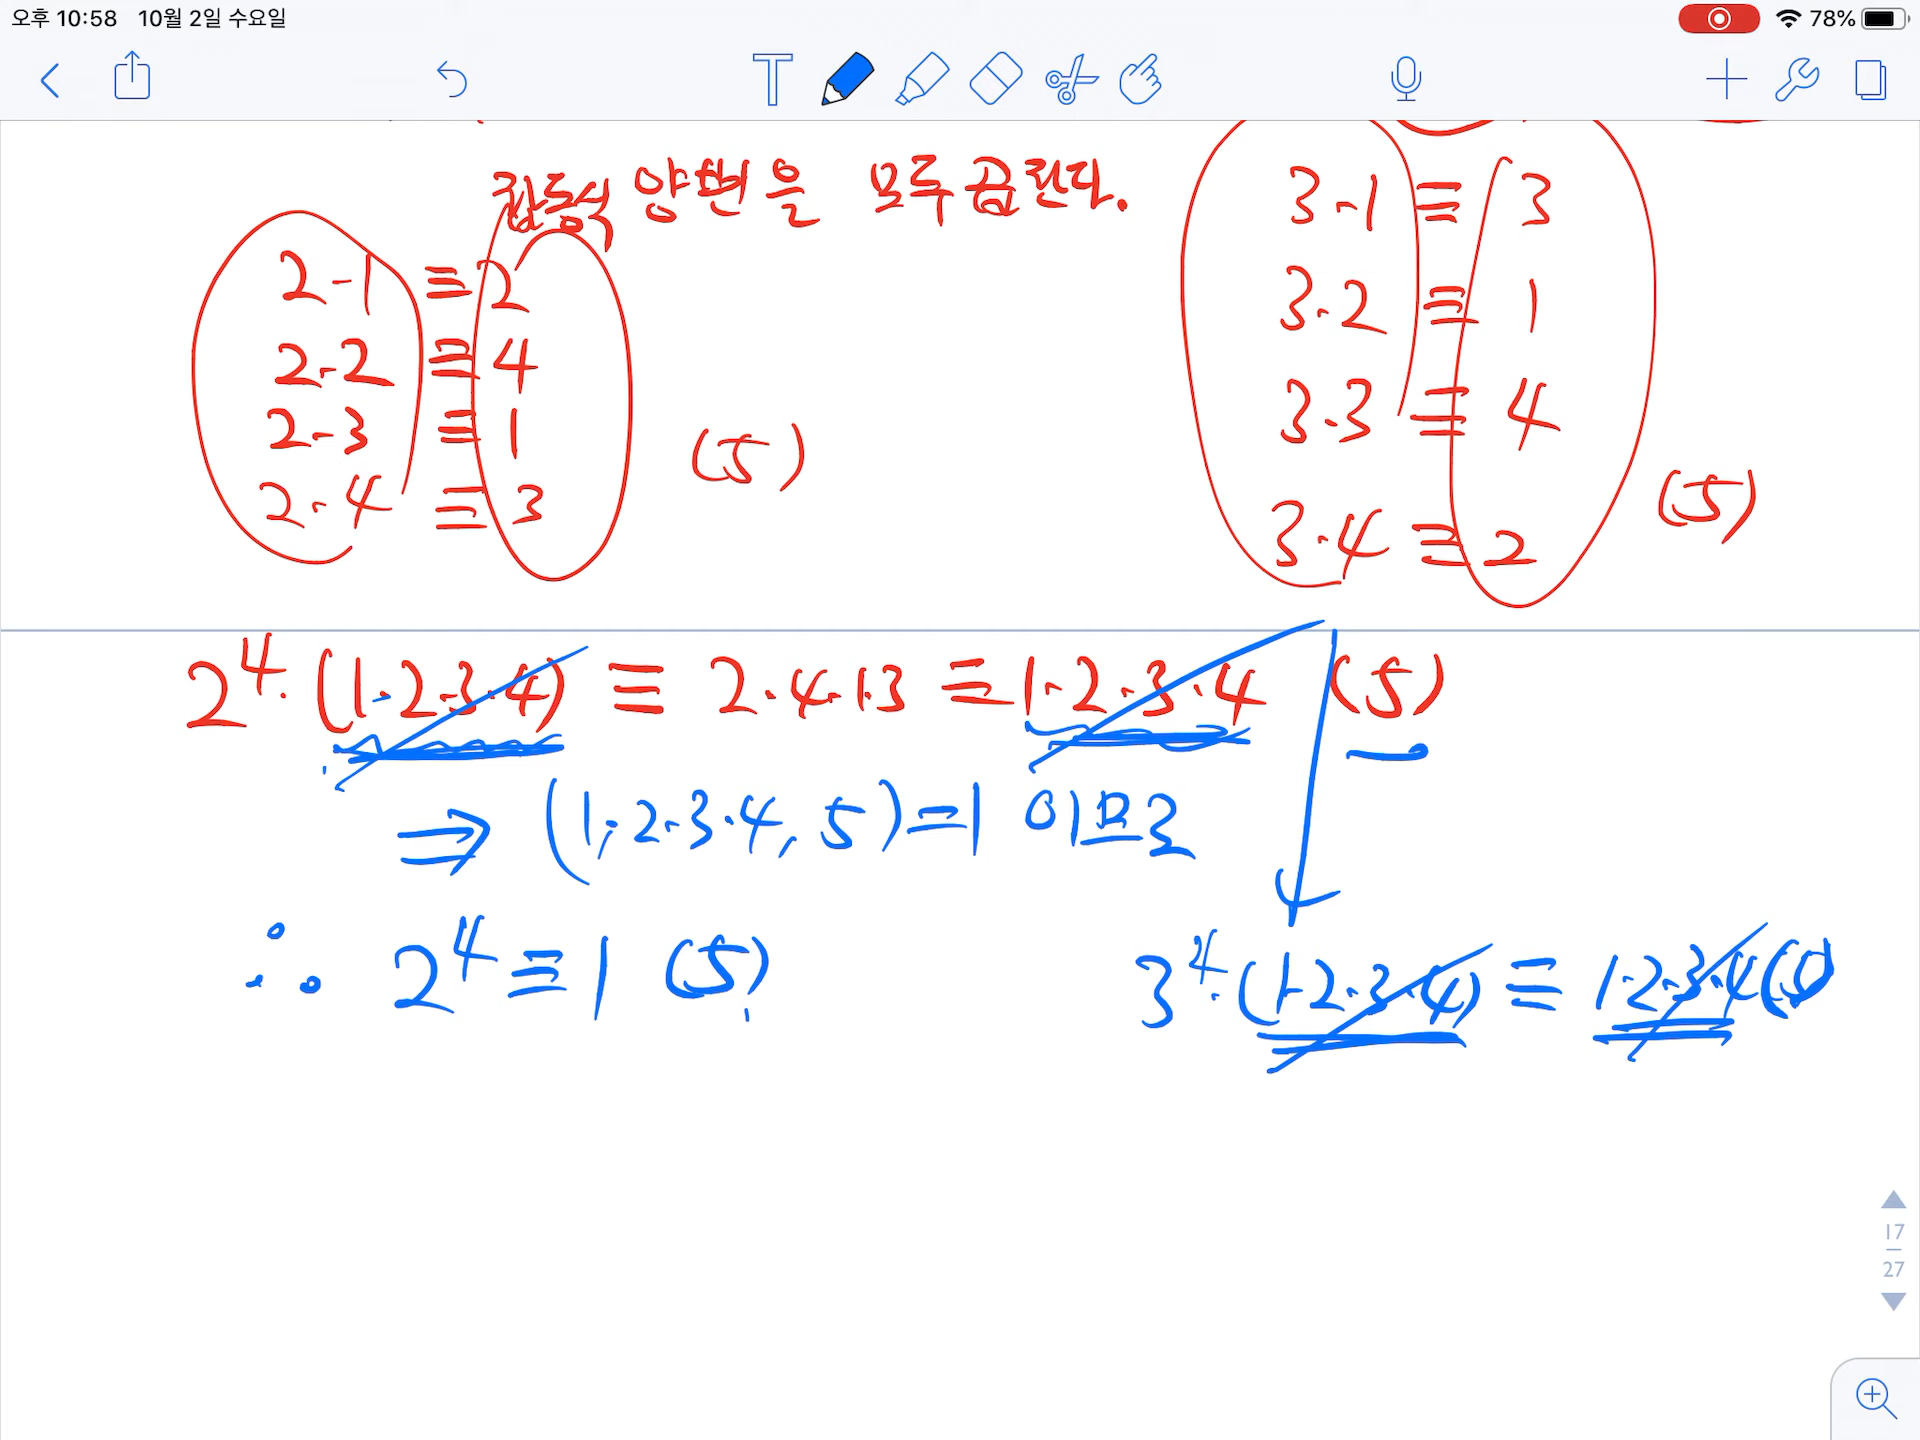 오후 10:58 10월 2일 수요일
78%
T
합동식 양변을 모두 곱한다.
2·1 ≡ 2
2·2 ≡ 4
2·3 ≡ 1
2·4 ≡ 3
(5)
3·1 ≡ 3
3·2 ≡ 1
3·3 ≡ 4
3·4 ≡ 2
(5)
2⁴·(1·2·3·4) ≡ 2·4·1·3 ≡ 1·2·3·4 (5)
⇒ (1·2·3·4, 5) = 1 이므로
∴ 2⁴ ≡ 1 (5)
3⁴·(1·2·3·4) ≡ 1·2·3·4 (5)
17
27